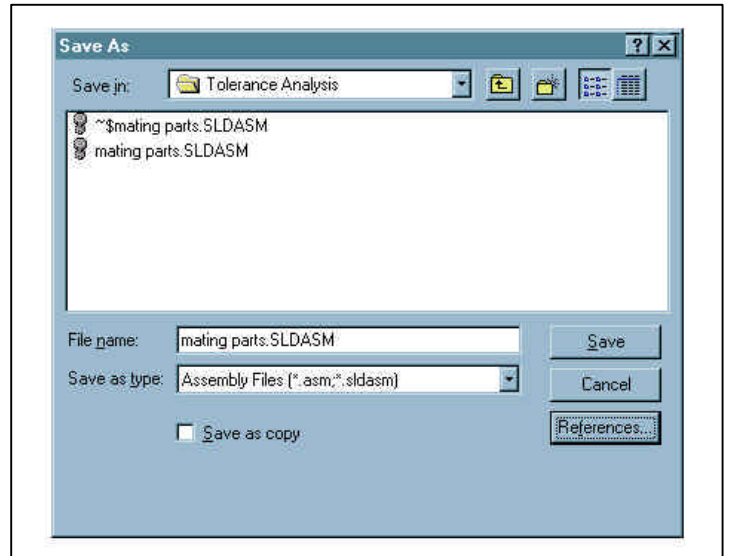 Save As
Save in: Tolerance Analysis
~$mating parts.SLDASM
mating parts.SLDASM
File name: mating parts.SLDASM Save
Save as type: Assembly Files (*.asm;*.sldasm) Cancel
Save as copy References...